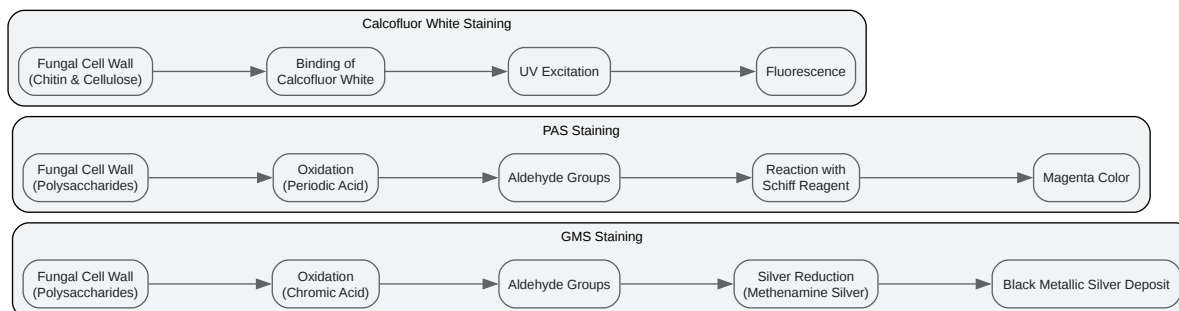 Calcofluor White Staining
Fungal Cell Wall
(Chitin & Cellulose)
Binding of
Calcofluor White
UV Excitation
Fluorescence
PAS Staining
Fungal Cell Wall
(Polysaccharides)
Oxidation
(Periodic Acid)
Aldehyde Groups
Reaction with
Schiff Reagent
Magenta Color
GMS Staining
Fungal Cell Wall
(Polysaccharides)
Oxidation
(Chromic Acid)
Aldehyde Groups
Silver Reduction
(Methenamine Silver)
Black Metallic Silver Deposit